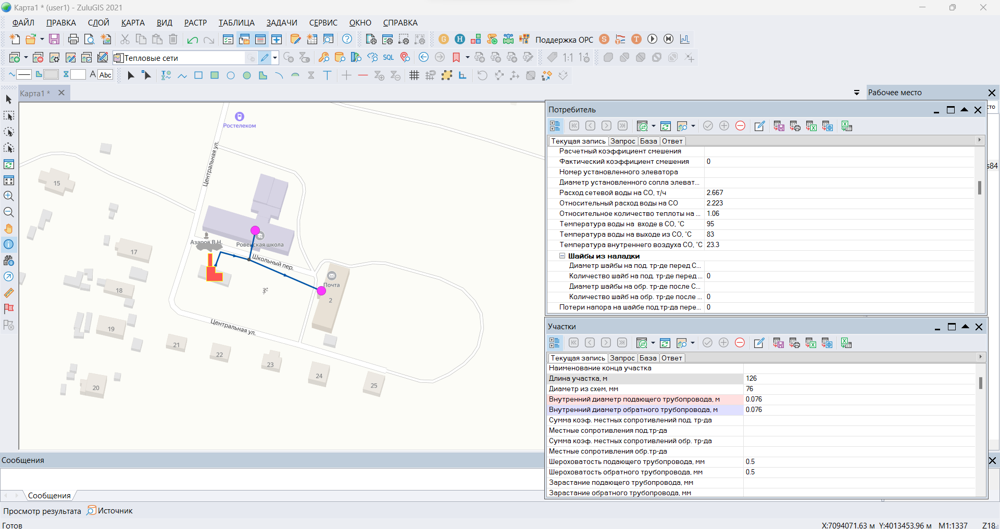 Карта1 * (user1) - ZuluGIS 2021
ФАЙЛ ПРАВКА СЛОЙ КАРТА ВИД РАСТР ТАБЛИЦА ЗАДАЧИ СЕРВИС ОКНО СПРАВКА
G H Поддержка ОРС S T
Тепловые сети SQL 1:1
A Abc
Карта1 *
Рабочее место
Ростелеком
Центральная ул.
15
Азаров В.Н.
Ровенская школа
17
Школьный пер.
Почта
2
18
19
Центральная ул.
21
22
23
24
25
20
Потребитель
Текущая запись Запрос База Ответ
Расчетный коэффициент смешения
Фактический коэффициент смешения 0
Номер установленного элеватора
Диаметр установленного сопла элеват...
Расход сетевой воды на СО, т/ч 2.667
Относительный расход воды на СО 2.223
Относительное количество теплоты на ... 1.06
Температура воды на входе в СО, °С 95
Температура воды на выходе из СО, °С 83
Температура внутреннего воздуха СО, °С 23.3
Шайбы из наладки
Диаметр шайбы на под. тр-де перед С...
Количество шайб на под. тр-де перед ... 0
Диаметр шайбы на обр. тр-де после С...
Количество шайб на обр. тр-де после ... 0
Потери напора на шайбе под.тр-да пере... 0
сто
s84
Участки
Текущая запись Запрос База Ответ
Наименование конца участка
Длина участка, м 126
Диаметр из схем, мм 76
Внутренний диаметр подающего трубопровода, м 0.076
Внутренний диаметр обратного трубопровода, м 0.076
Сумма коэф. местных сопротивлений под. тр-да
Местные сопротивления под.тр-да
Сумма коэф. местных сопротивлений обр. тр-да
Местные сопротивления обр.тр-да
Шероховатость подающего трубопровода, мм 0.5
Шероховатость обратного трубопровода, мм 0.5
Зарастание подающего трубопровода, мм
Зарастание обратного трубопровода, мм
Сообщения
Сообщения
Просмотр результата Источник
Готов
X:7094071.63 м Y:4013453.96 м М1:1337 Z18